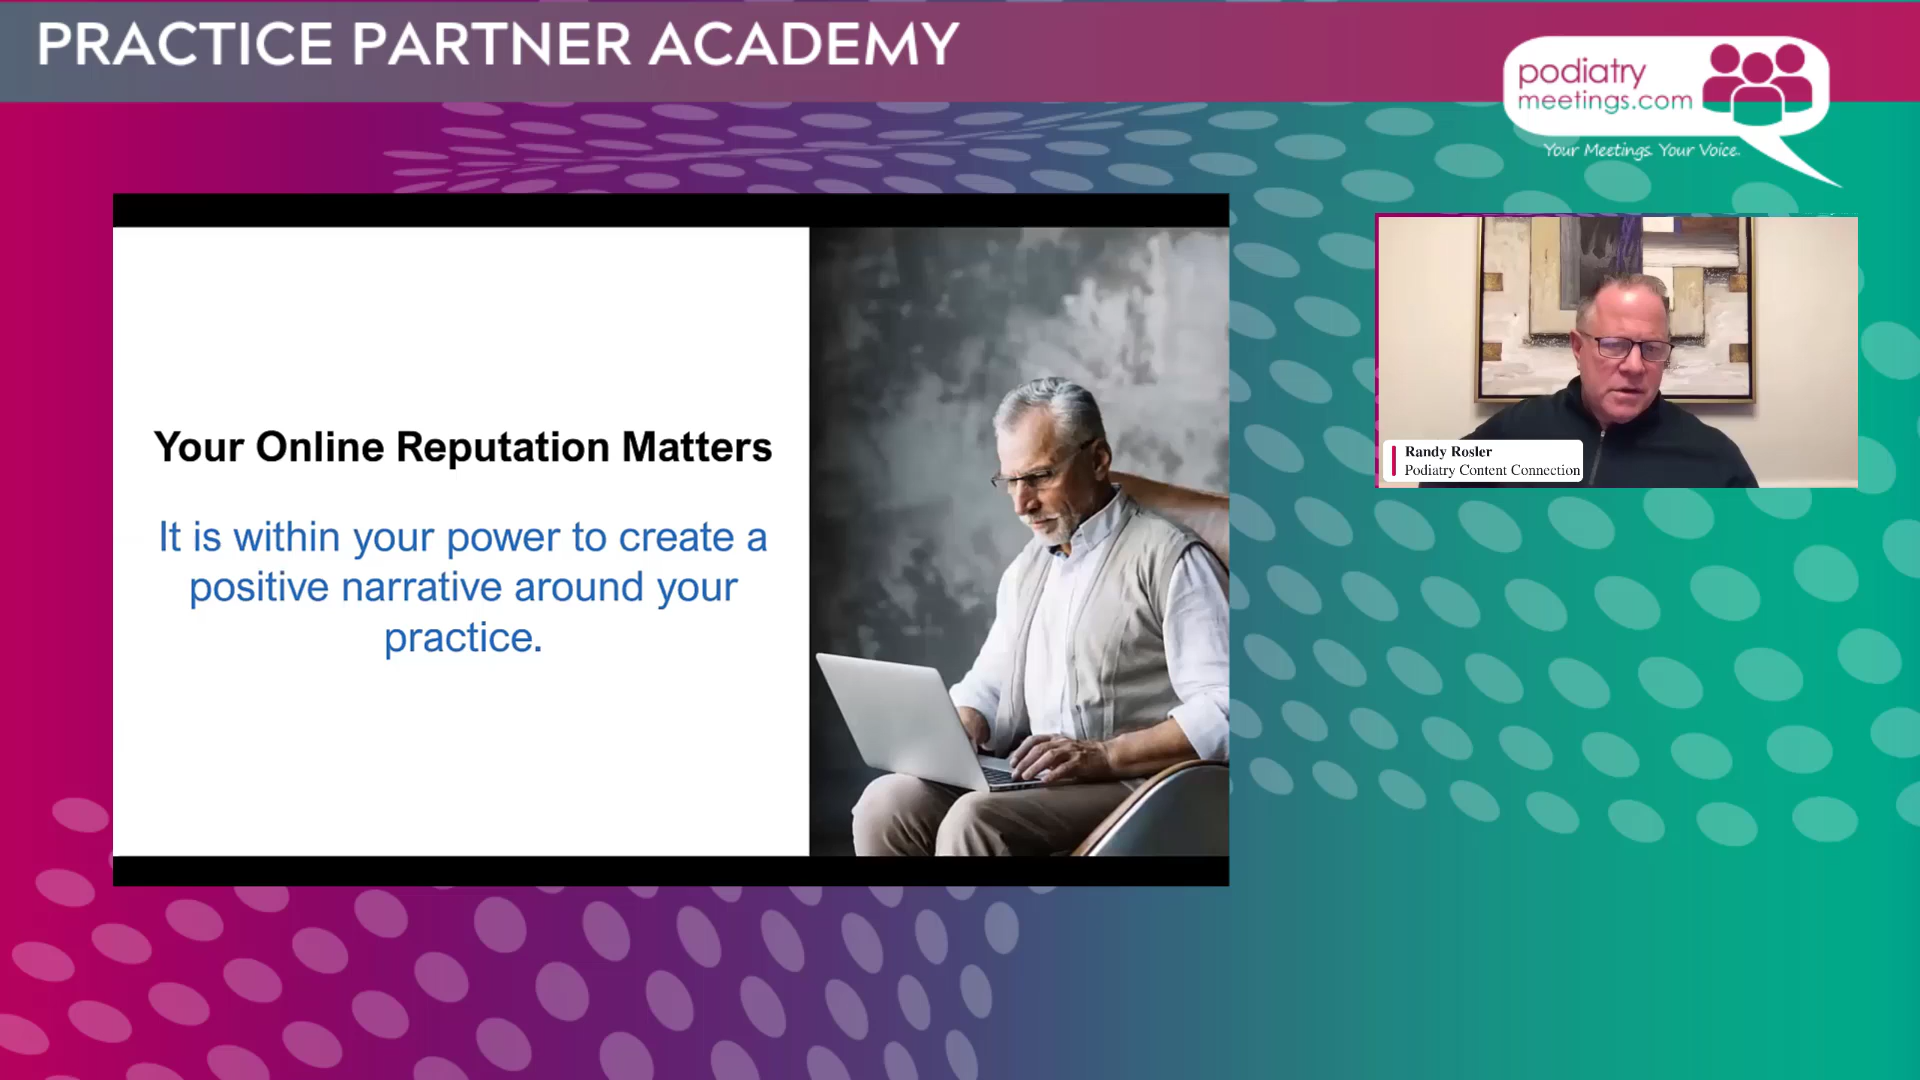 PRACTICE PARTNER ACADEMY
podiatry
meetings.com
Your Meetings. Your Voice.
Your Online Reputation Matters
It is within your power to create a
positive narrative around your
practice.
Randy Rosler
Podiatry Content Connection